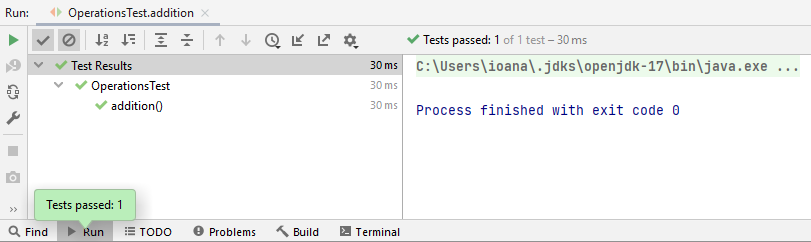 Run: OperationsTest.addition
Tests passed: 1 of 1 test – 30 ms
Test Results 30 ms
OperationsTest 30 ms
addition() 30 ms
C:\Users\ioana\.jdks\openjdk-17\bin\java.exe ...
Process finished with exit code 0
Tests passed: 1
Find Run TODO Problems Build Terminal